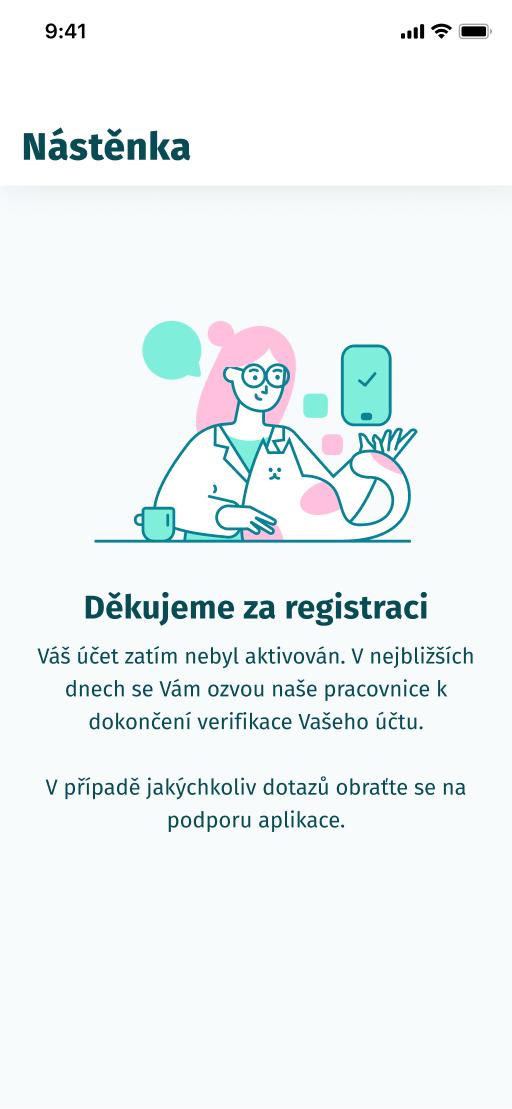 9:41
Nástěnka
Děkujeme za registraci
Váš účet zatím nebyl aktivován. V nejbližších
dnech se Vám ozvou naše pracovnice k
dokončení verifikace Vašeho účtu.
V případě jakýchkoliv dotazů obraťte se na
podporu aplikace.